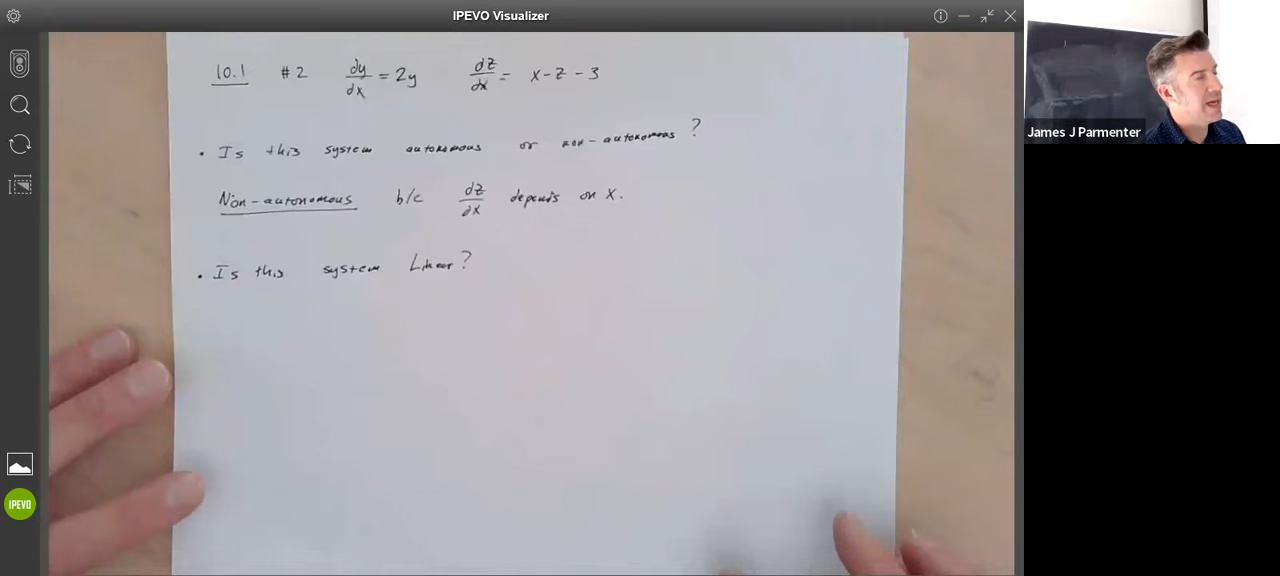 IPEVO Visualizer
10.1 #2 dy/dx = 2y dz/dx = x - z - 3
• Is this system autonomous or non-autonomous ?
Non-autonomous b/c dz/dx depends on x.
• Is this system Linear?
James J Parmenter
IPEVO